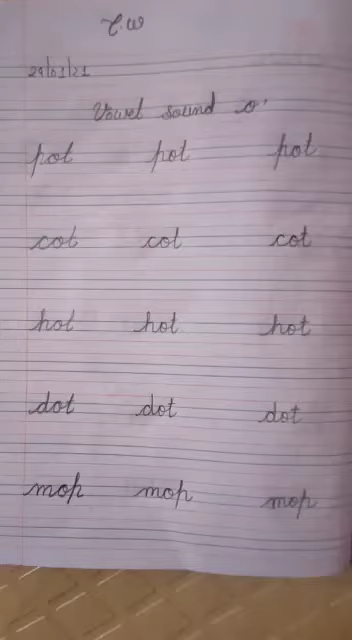 C.W
29/01/21
Vowel sound 'o'
pot pot pot
cot cot cot
hot hot hot
dot dot dot
mop mop mop